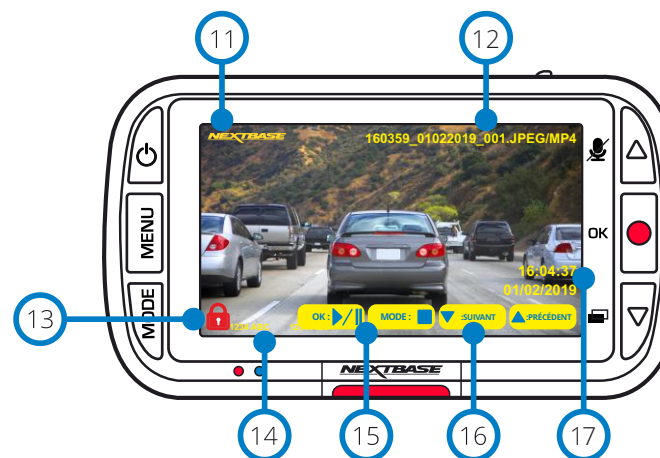 11
12
NEXTBASE
160359_01022019_001.JPEG/MP4
MENU
OK
16:04:37
01/02/2019
MODE
13
OK :
MODE :
:SUIVANT
:PRÉCÉDENT
NEXTBASE
14
15
16
17